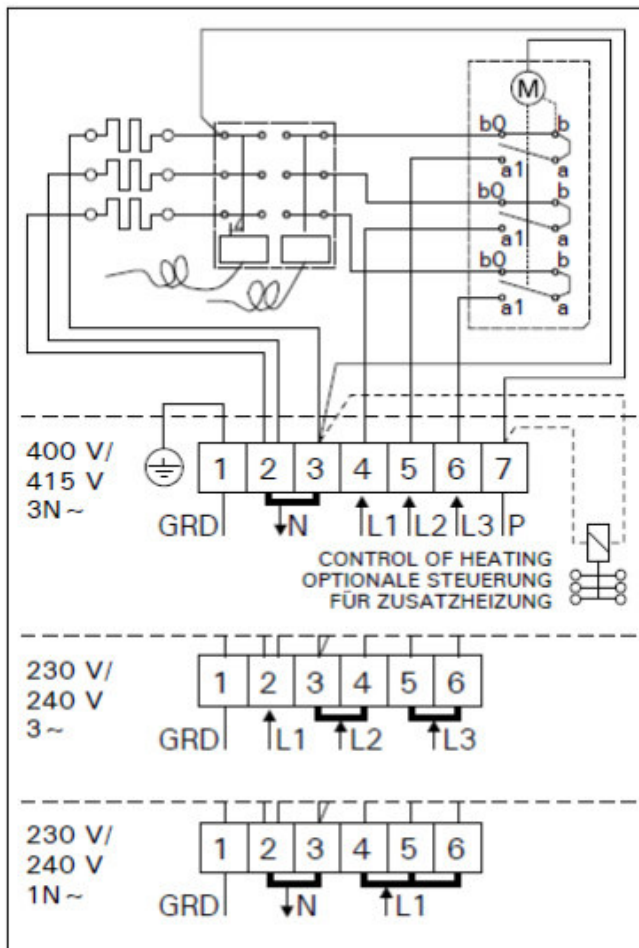 M
b0 b
a1 a
b0 b
a1 a
b0 b
a1 a
400 V/
415 V
3N~
1 2 3 4 5 6 7
GRD N L1 L2 L3 P
CONTROL OF HEATING
OPTIONALE STEUERUNG
FÜR ZUSATZHEIZUNG
230 V/
240 V
3~
1 2 3 4 5 6
GRD L1 L2 L3
230 V/
240 V
1N~
1 2 3 4 5 6
GRD N L1